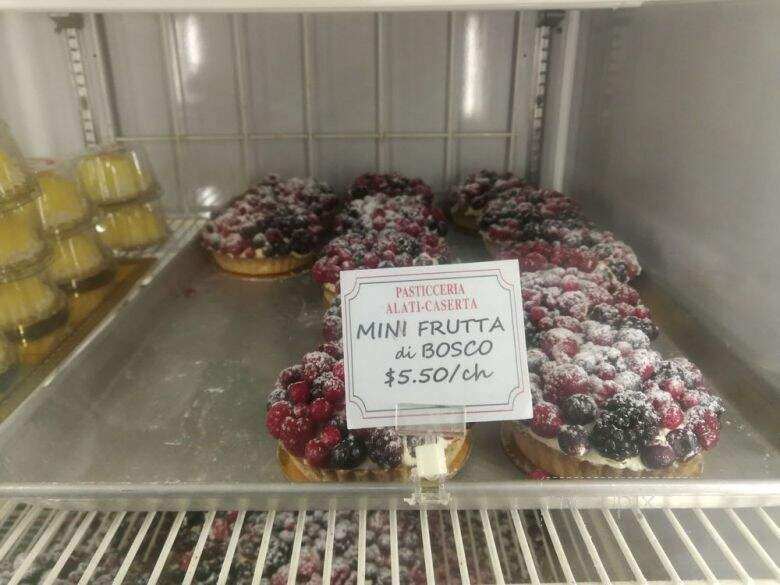 PASTICCERIA
ALATI-CASERTA
MINI FRUTTA
di BOSCO
$5.50/ch